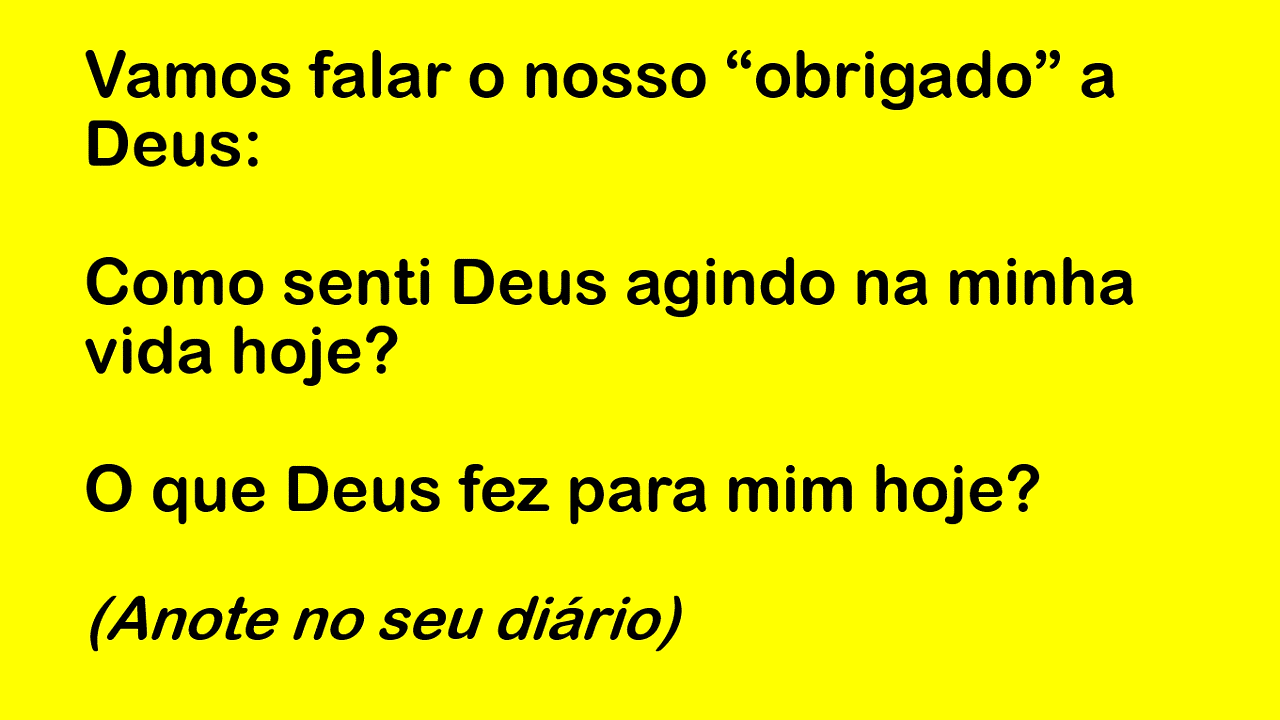 Vamos falar o nosso “obrigado” a
Deus:
Como senti Deus agindo na minha
vida hoje?
O que Deus fez para mim hoje?
(Anote no seu diário)